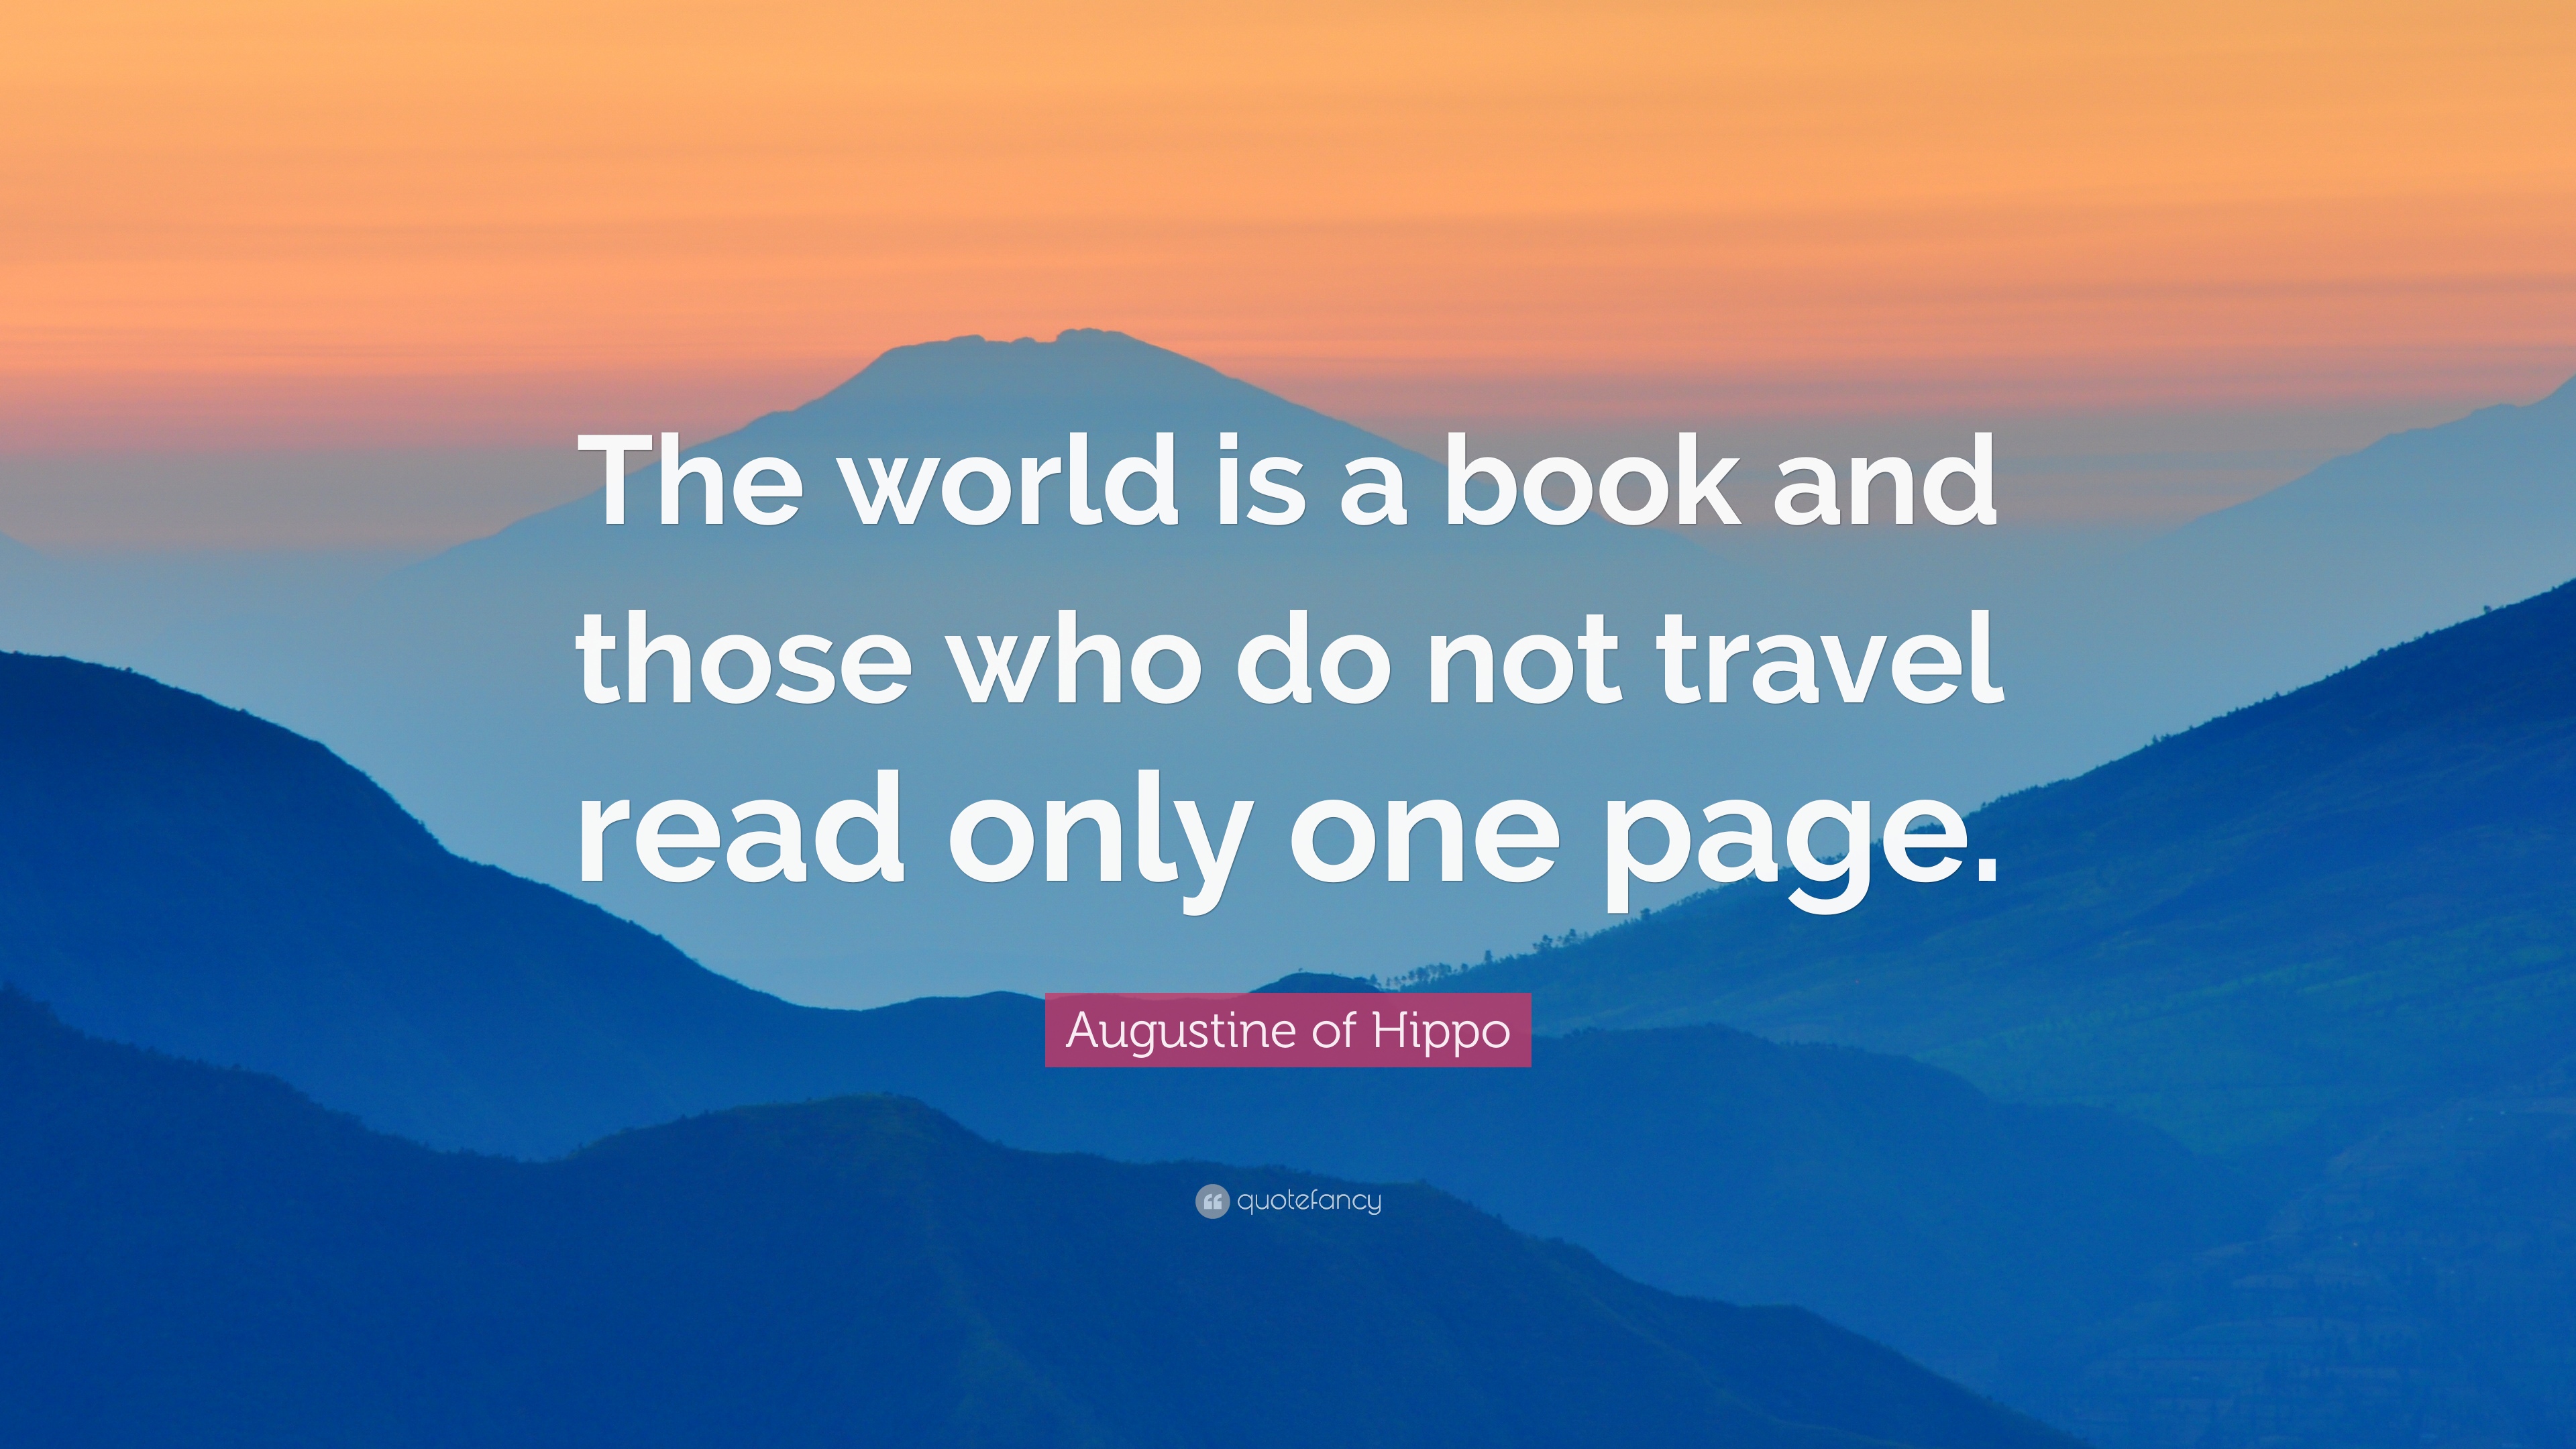 The world is a book and
those who do not travel
read only one page.
Augustine of Hippo
quotefancy